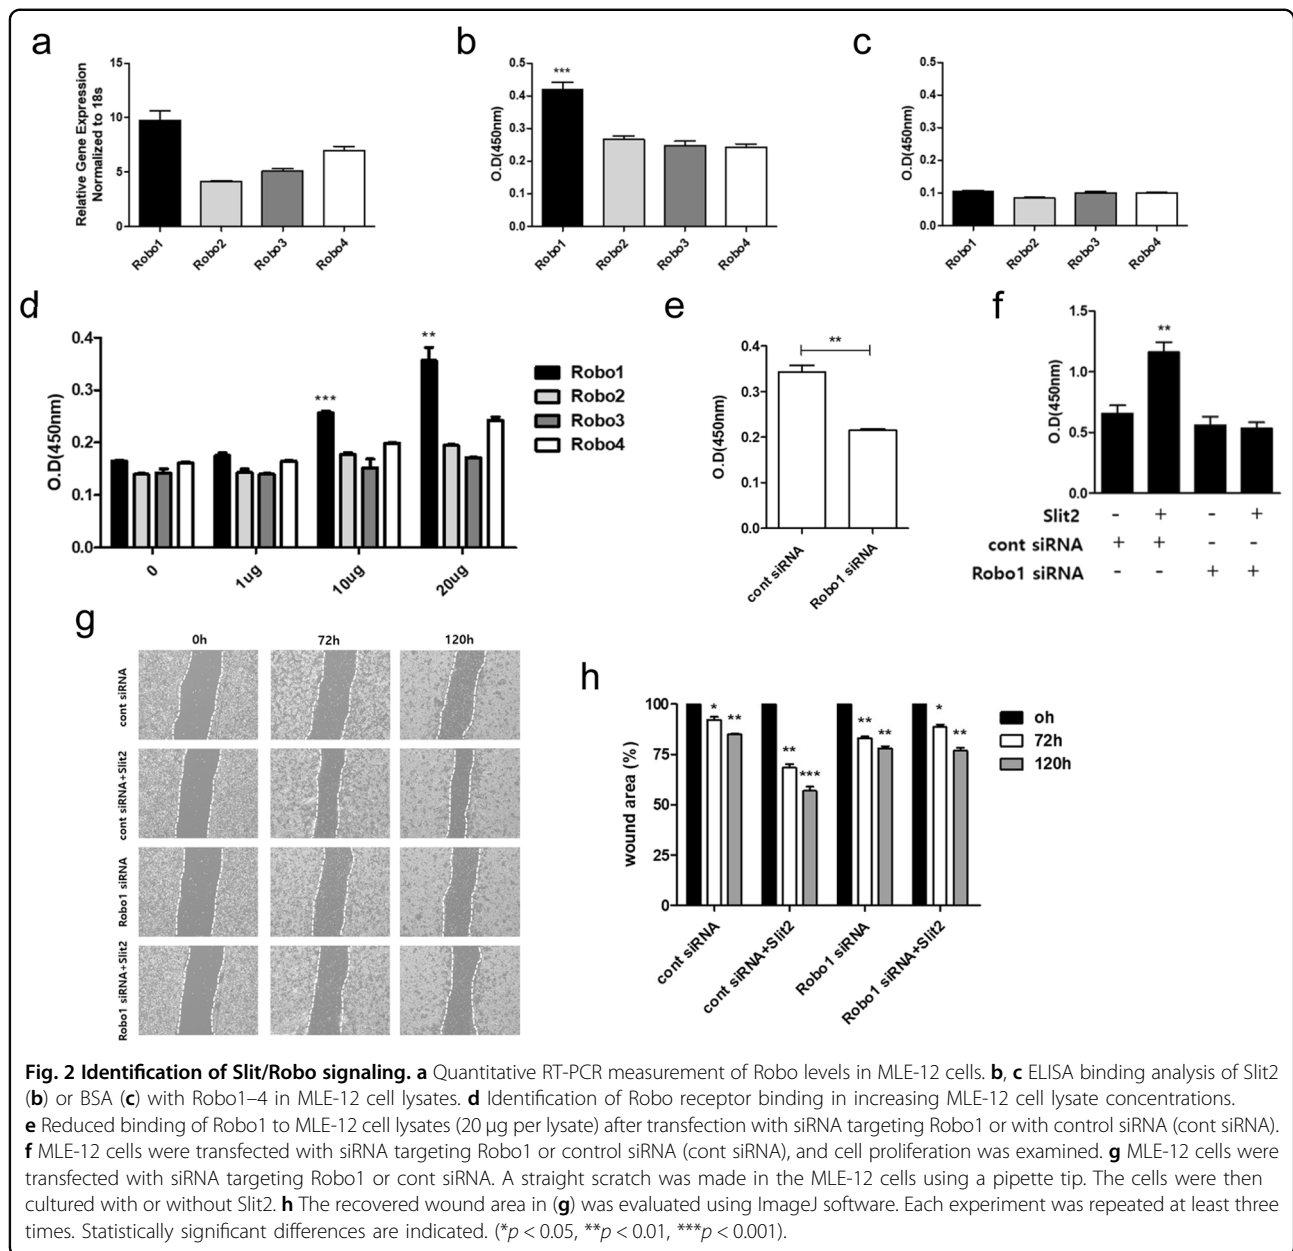 a
15
10
5
0
Relative Gene Expression
Normalized to 18s
Robo1
Robo2
Robo3
Robo4
b
0.5
0.4
0.3
0.2
0.1
0.0
O.D(450nm)
***
Robo1
Robo2
Robo3
Robo4
c
0.5
0.4
0.3
0.2
0.1
0.0
O.D(450nm)
Robo1
Robo2
Robo3
Robo4
d
0.4
0.3
0.2
0.1
0.0
O.D(450nm)
***
**
0
1ug
10ug
20ug
Robo1
Robo2
Robo3
Robo4
e
0.4
0.3
0.2
0.1
0.0
O.D(450nm)
**
cont siRNA
Robo1 siRNA
f
1.5
1.0
0.5
0.0
O.D(450nm)
**
Slit2 - + - +
cont siRNA + + - -
Robo1 siRNA - - + +
g
0h 72h 120h
cont siRNA
cont siRNA+Slit2
Robo1 siRNA
Robo1 siRNA+Slit2
h
100
75
50
25
0
wound area (%)
* **
** ***
** **
* **
cont siRNA
cont siRNA+Slit2
Robo1 siRNA
Robo1 siRNA+Slit2
oh
72h
120h
Fig. 2 Identification of Slit/Robo signaling. a Quantitative RT-PCR measurement of Robo levels in MLE-12 cells. b, c ELISA binding analysis of Slit2
(b) or BSA (c) with Robo1–4 in MLE-12 cell lysates. d Identification of Robo receptor binding in increasing MLE-12 cell lysate concentrations.
e Reduced binding of Robo1 to MLE-12 cell lysates (20 μg per lysate) after transfection with siRNA targeting Robo1 or with control siRNA (cont siRNA).
f MLE-12 cells were transfected with siRNA targeting Robo1 or control siRNA (cont siRNA), and cell proliferation was examined. g MLE-12 cells were
transfected with siRNA targeting Robo1 or cont siRNA. A straight scratch was made in the MLE-12 cells using a pipette tip. The cells were then
cultured with or without Slit2. h The recovered wound area in (g) was evaluated using ImageJ software. Each experiment was repeated at least three
times. Statistically significant differences are indicated. (*p < 0.05, **p < 0.01, ***p < 0.001).